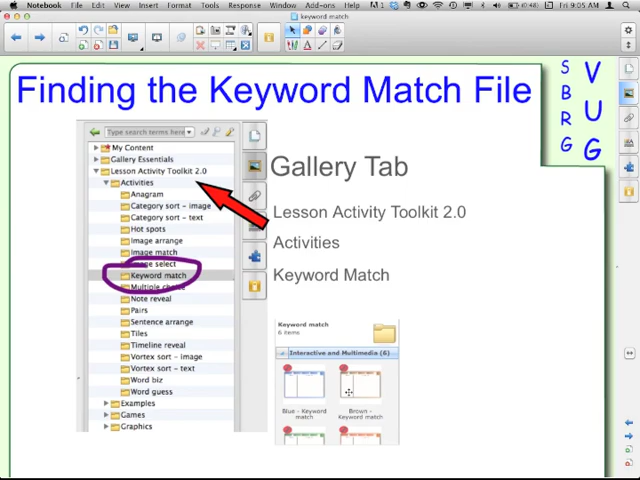 Notebook File Edit View Insert Format Tools Response Window Add-ons Help
(0:48) Fri 9:05 AM
keyword match
Finding the Keyword Match File
S
B
R
G
V
U
G
Type search terms here
My Content
Gallery Essentials
Lesson Activity Toolkit 2.0
Activities
Anagram
Category sort - image
Category sort - text
Hot spots
Image arrange
Image match
Image select
Keyword match
Multiple choice
Note reveal
Pairs
Sentence arrange
Tiles
Timeline reveal
Vortex sort - image
Vortex sort - text
Word biz
Word guess
Examples
Games
Graphics
Gallery Tab
Lesson Activity Toolkit 2.0
Activities
Keyword Match
Keyword match
6 items
Interactive and Multimedia (6)
Blue - Keyword
match
Brown -
Keyword match